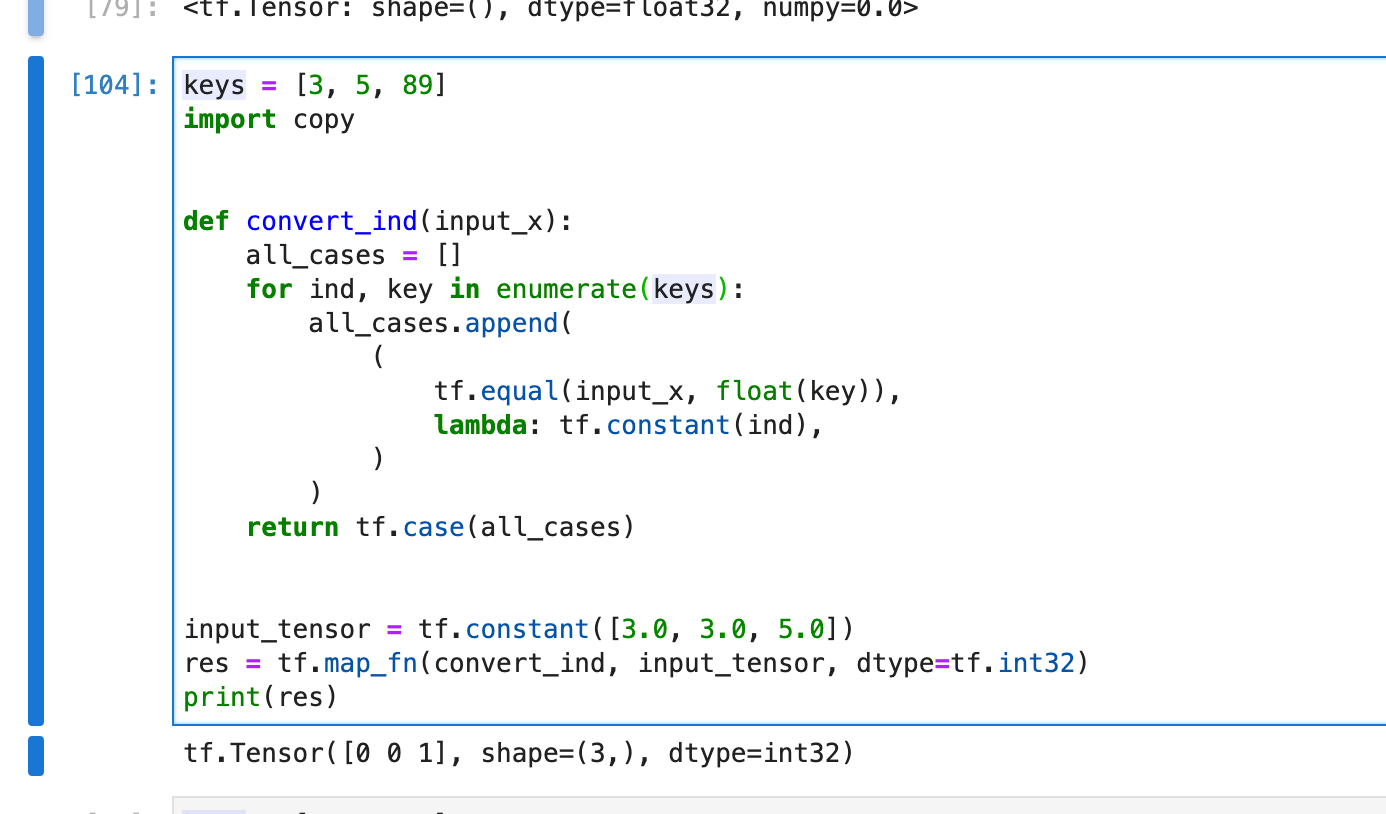 [79]: <tf.Tensor: shape=(), dtype=float32, numpy=0.0>
[104]: keys = [3, 5, 89]
import copy
def convert_ind(input_x):
    all_cases = []
    for ind, key in enumerate(keys):
        all_cases.append(
            (
                tf.equal(input_x, float(key)),
                lambda: tf.constant(ind),
            )
        )
    return tf.case(all_cases)
input_tensor = tf.constant([3.0, 3.0, 5.0])
res = tf.map_fn(convert_ind, input_tensor, dtype=tf.int32)
print(res)
tf.Tensor([0 0 1], shape=(3,), dtype=int32)